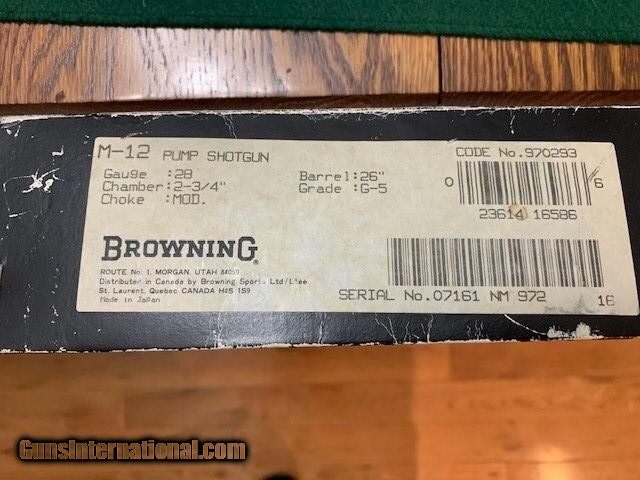 M-12 PUMP SHOTGUN
Gauge :28
Chamber:2-3/4"
Choke :MOD.
Barrel:26"
Grade :G-5
CODE No.970293
0 6
23614 16586
BROWNING®
ROUTE No. 1, MORGAN, UTAH 84050
Distributed in Canada by Browning Sports Ltd/Ltee
St. Laurent, Quebec CANADA H4S 1S9
Made in Japan
SERIAL No.07161 NM 972 16
GunsInternational.com